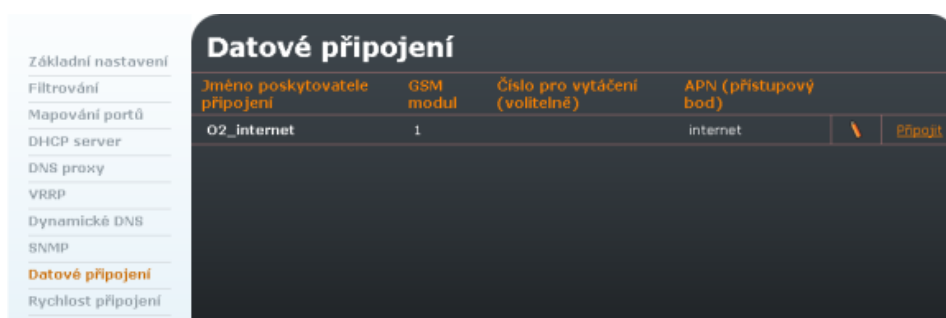 Základní nastavení
Filtrování
Mapování portů
DHCP server
DNS proxy
VRRP
Dynamické DNS
SNMP
Datové připojení
Rychlost připojení
Datové připojení
Jméno poskytovatele připojení
GSM modul
Číslo pro vytáčení (volitelné)
APN (přístupový bod)
O2_internet
1
internet
Připojit